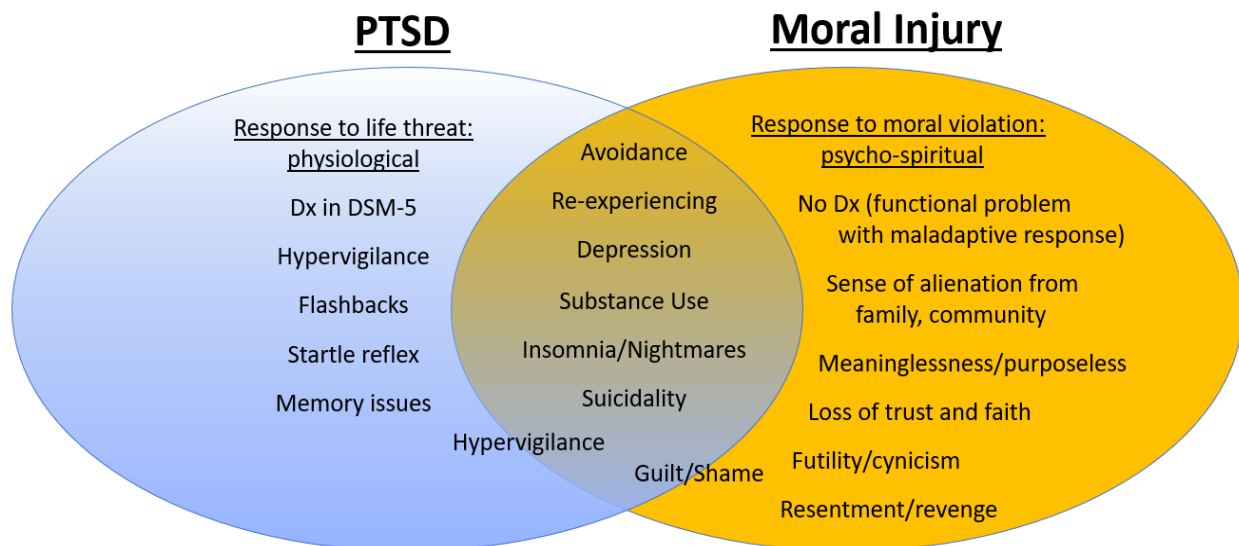 PTSD
Moral Injury
Response to life threat:
physiological
Dx in DSM-5
Hypervigilance
Flashbacks
Startle reflex
Memory issues
Avoidance
Re-experiencing
Depression
Substance Use
Insomnia/Nightmares
Suicidality
Hypervigilance
Guilt/Shame
Response to moral violation:
psycho-spiritual
No Dx (functional problem
with maladaptive response)
Sense of alienation from
family, community
Meaninglessness/purposeless
Loss of trust and faith
Futility/cynicism
Resentment/revenge